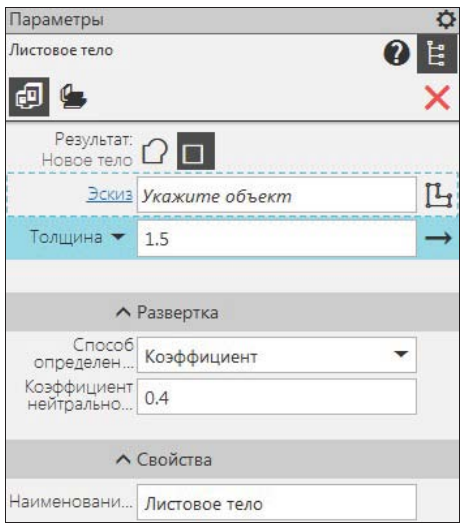 Параметры
Листовое тело
Результат:
Новое тело
Эскиз Укажите объект
Толщина 1.5
Развертка
Способ
определен... Коэффициент
Коэффициент
нейтрально... 0.4
Свойства
Наименовани... Листовое тело